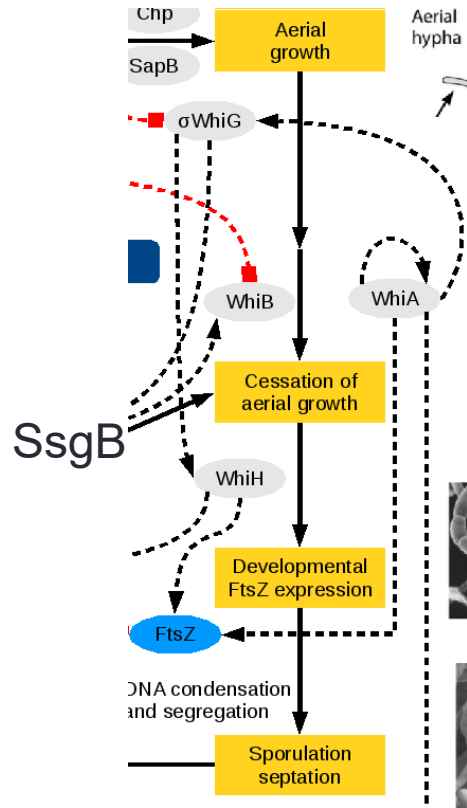 Chp
Aerial
growth
Aerial
hypha
SapB
σWhiG
WhiB
WhiA
Cessation of
aerial growth
SsgB
WhiH
Developmental
FtsZ expression
FtsZ
DNA condensation
and segregation
Sporulation
septation